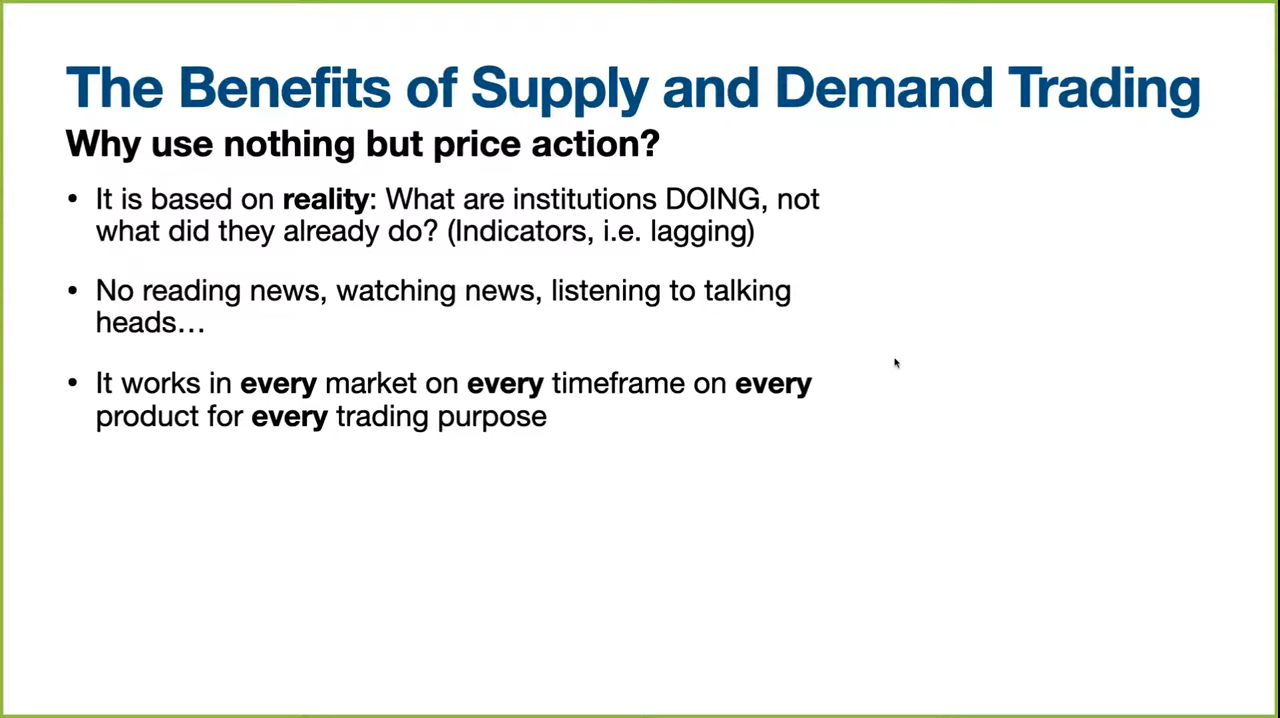 The Benefits of Supply and Demand Trading
Why use nothing but price action?
• It is based on reality: What are institutions DOING, not
what did they already do? (Indicators, i.e. lagging)
• No reading news, watching news, listening to talking
heads…
• It works in every market on every timeframe on every
product for every trading purpose